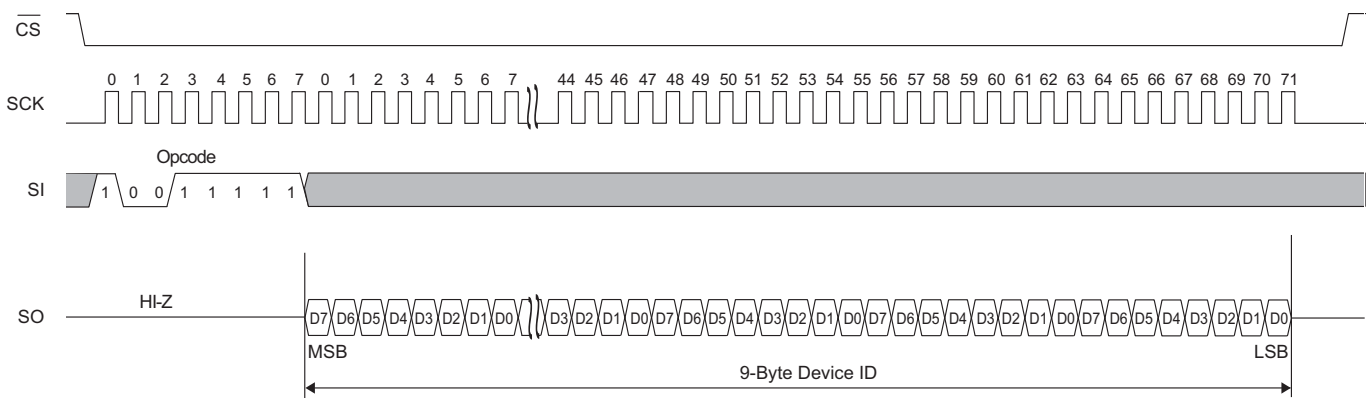 CS
0 1 2 3 4 5 6 7 0 1 2 3 4 5 6 7 44 45 46 47 48 49 50 51 52 53 54 55 56 57 58 59 60 61 62 63 64 65 66 67 68 69 70 71
SCK
Opcode
SI 1 0 0 1 1 1 1 1
HI-Z
SO D7 D6 D5 D4 D3 D2 D1 D0 D3 D2 D1 D0 D7 D6 D5 D4 D3 D2 D1 D0 D7 D6 D5 D4 D3 D2 D1 D0 D7 D6 D5 D4 D3 D2 D1 D0
MSB LSB
9-Byte Device ID